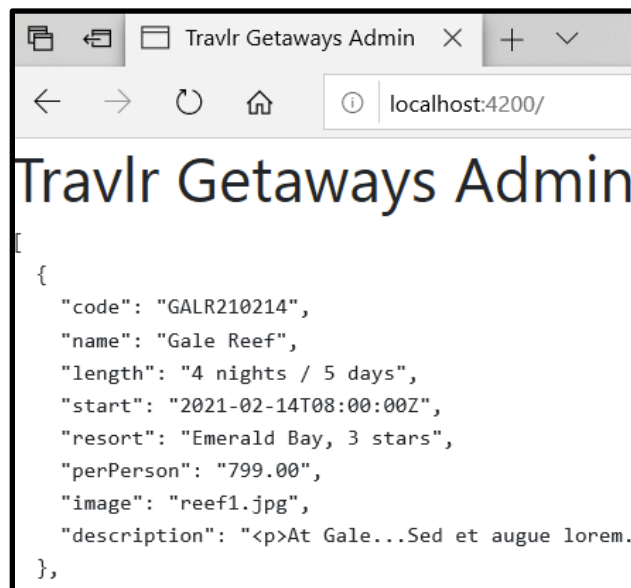 Travlr Getaways Admin
localhost:4200/
Travlr Getaways Admin
[
  {
    "code": "GALR210214",
    "name": "Gale Reef",
    "length": "4 nights / 5 days",
    "start": "2021-02-14T08:00:00Z",
    "resort": "Emerald Bay, 3 stars",
    "perPerson": "799.00",
    "image": "reef1.jpg",
    "description": "<p>At Gale...Sed et augue lorem.
  },